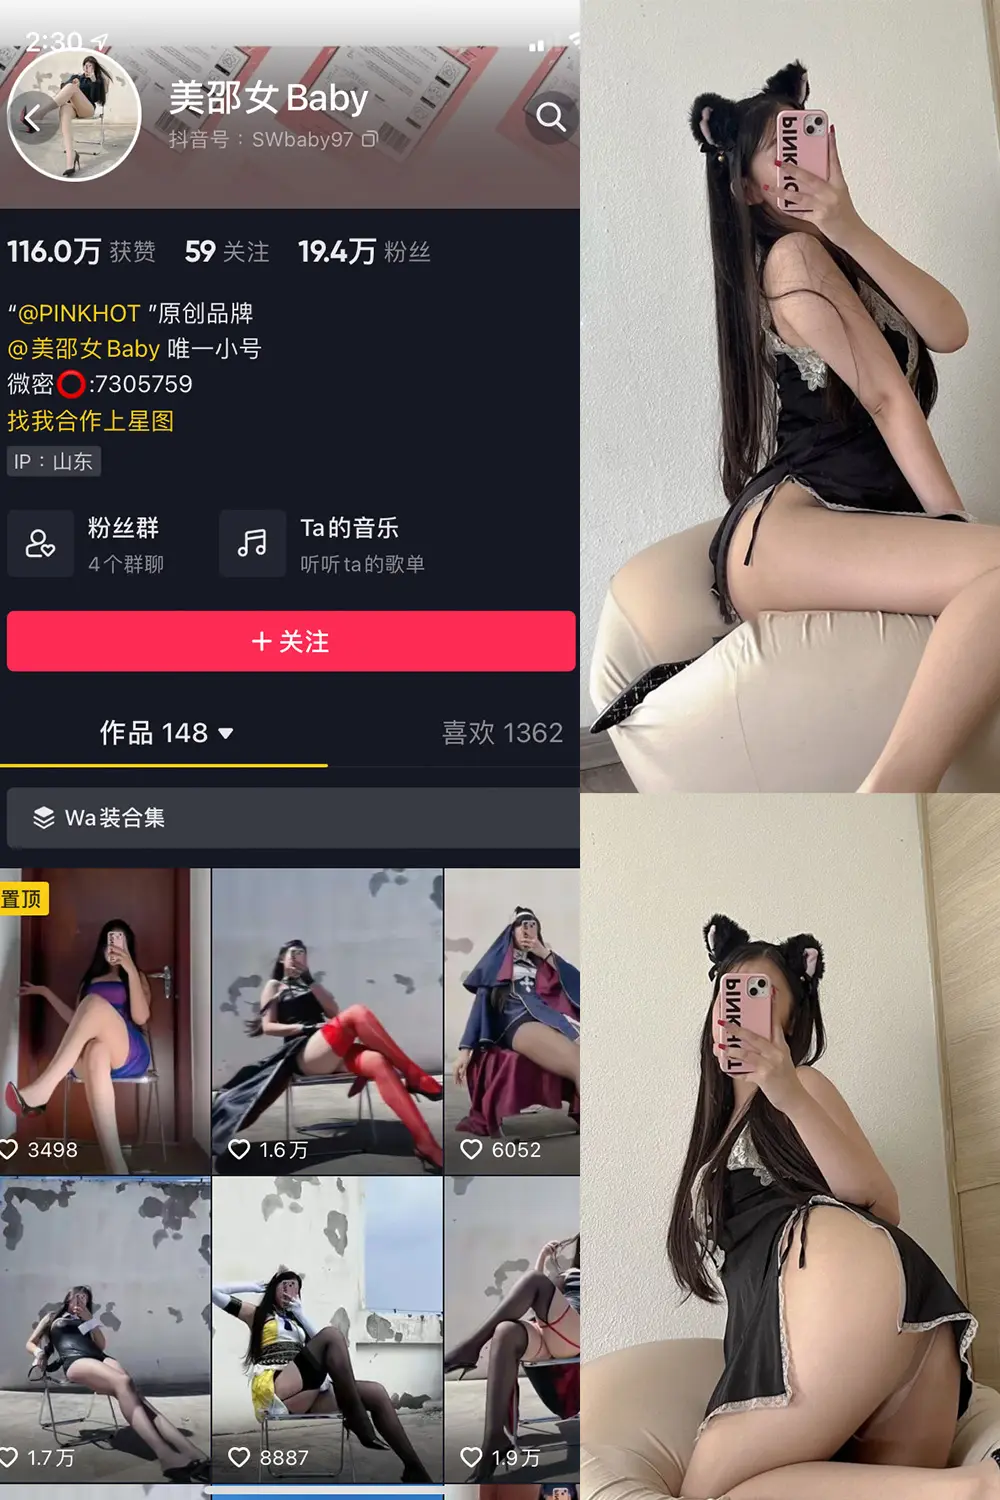 2:30
美邵女Baby
抖音号：SWbaby97
116.0万 获赞 59 关注 19.4万 粉丝
“@PINKHOT ”原创品牌
@美邵女Baby 唯一小号
微密⭕:7305759
找我合作上星图
IP：山东
粉丝群
4个群聊
Ta的音乐
听听ta的歌单
+ 关注
作品 148
喜欢 1362
Wa装合集
置顶
3498
1.6万
6052
1.7万
8887
1.9万